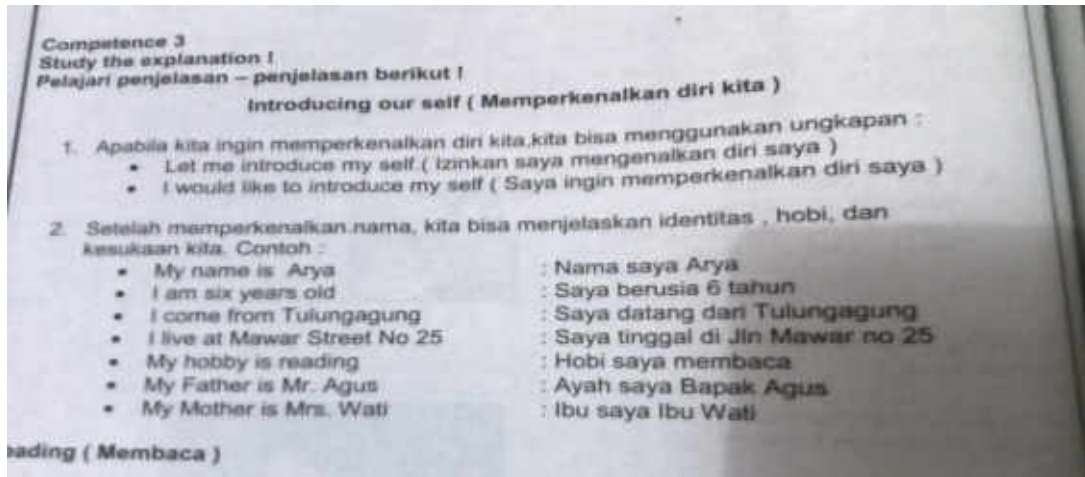 Competence 3
Study the explanation !
Pelajari penjelasan – penjelasan berikut !
Introducing our self ( Memperkenalkan diri kita )
1. Apabila kita ingin memperkenalkan diri kita,kita bisa menggunakan ungkapan :
• Let me introduce my self ( Izinkan saya mengenalkan diri saya )
• I would like to introduce my self ( Saya ingin memperkenalkan diri saya )
2. Setelah memperkenalkan nama, kita bisa menjelaskan identitas , hobi, dan
kesukaan kita. Contoh :
• My name is Arya : Nama saya Arya
• I am six years old : Saya berusia 6 tahun
• I come from Tulungagung : Saya datang dari Tulungagung
• I live at Mawar Street No 25 : Saya tinggal di Jln Mawar no 25
• My hobby is reading : Hobi saya membaca
• My Father is Mr. Agus : Ayah saya Bapak Agus
• My Mother is Mrs. Wati : Ibu saya Ibu Wati
eading ( Membaca )